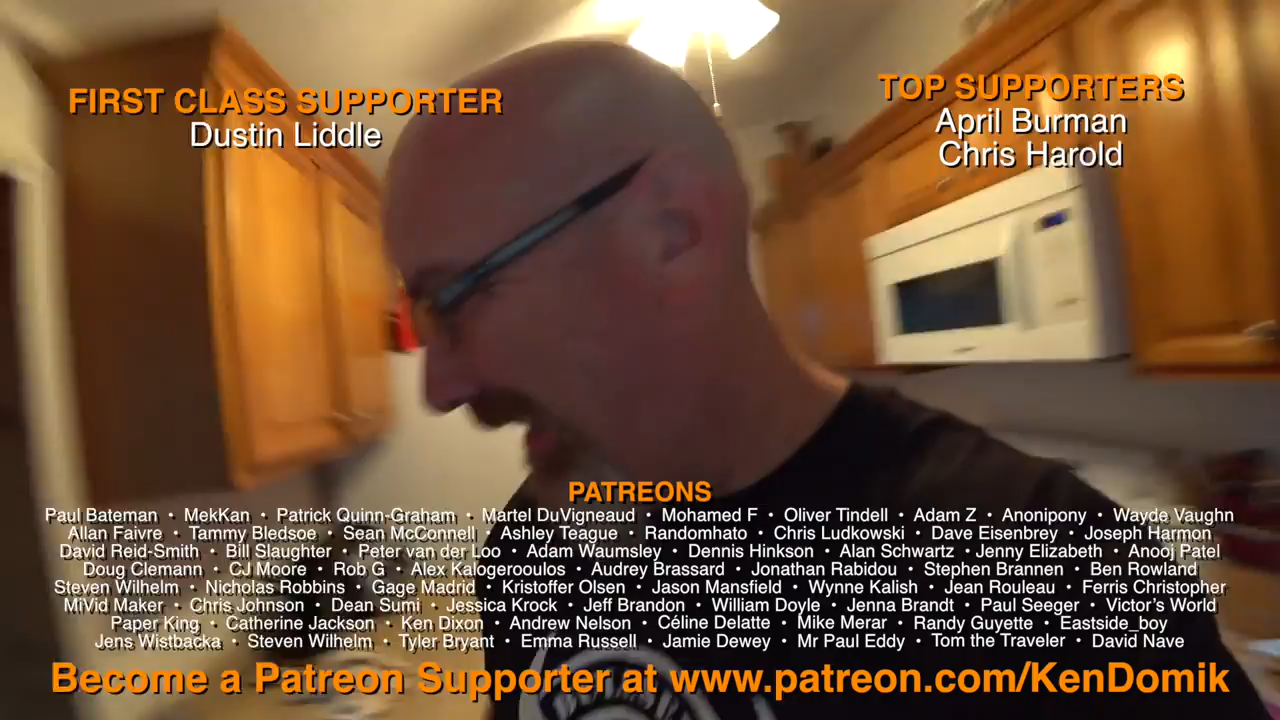 FIRST CLASS SUPPORTER
Dustin Liddle
TOP SUPPORTERS
April Burman
Chris Harold
PATREONS
Paul Bateman • MekKan • Patrick Quinn-Graham • Martel DuVigneaud • Mohamed F • Oliver Tindell • Adam Z • Anonipony • Wayde Vaughn
Allan Faivre • Tammy Bledsoe • Sean McConnell • Ashley Teague • Randomhato • Chris Ludkowski • Dave Eisenbrey • Joseph Harmon
David Reid-Smith • Bill Slaughter • Peter van der Loo • Adam Waumsley • Dennis Hinkson • Alan Schwartz • Jenny Elizabeth • Anooj Patel
Doug Clemann • CJ Moore • Rob G • Alex Kalogerooulos • Audrey Brassard • Jonathan Rabidou • Stephen Brannen • Ben Rowland
Steven Wilhelm • Nicholas Robbins • Gage Madrid • Kristoffer Olsen • Jason Mansfield • Wynne Kalish • Jean Rouleau • Ferris Christopher
MiVid Maker • Chris Johnson • Dean Sumi • Jessica Krock • Jeff Brandon • William Doyle • Jenna Brandt • Paul Seeger • Victor's World
Paper King • Catherine Jackson • Ken Dixon • Andrew Nelson • Céline Delatte • Mike Merar • Randy Guyette • Eastside_boy
Jens Wistbacka • Steven Wilhelm • Tyler Bryant • Emma Russell • Jamie Dewey • Mr Paul Eddy • Tom the Traveler • David Nave
Become a Patreon Supporter at www.patreon.com/KenDomik